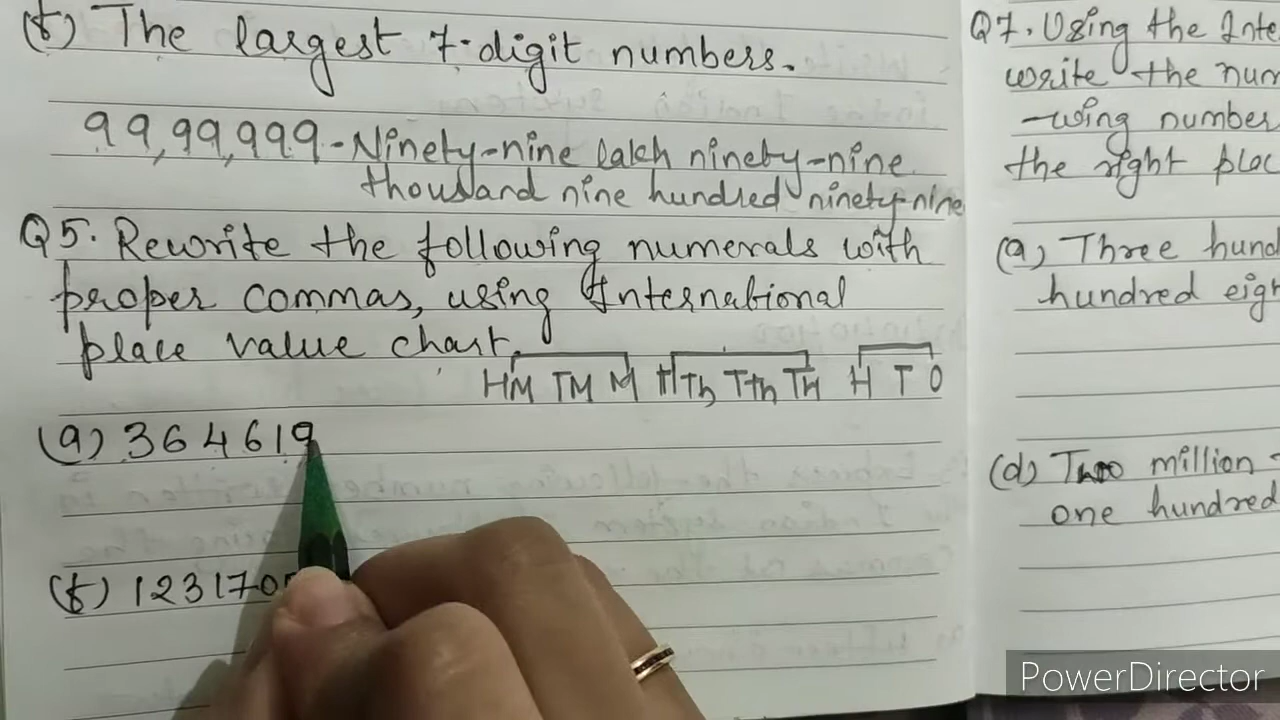 (f) The largest 7-digit numbers.
99,99,999 - Ninety-nine lakh ninety-nine
thousand nine hundred ninety-nine
Q5. Rewrite the following numerals with
proper commas, using International
place value chart.
HM TM M HTh TTh Th H T O
(a) 364619
(f) 123170
Q7. Using the Inte
write the num
-wing number
the right plac
(a) Three hund
hundred eigh
(d) Two million
one hundred
PowerDirector